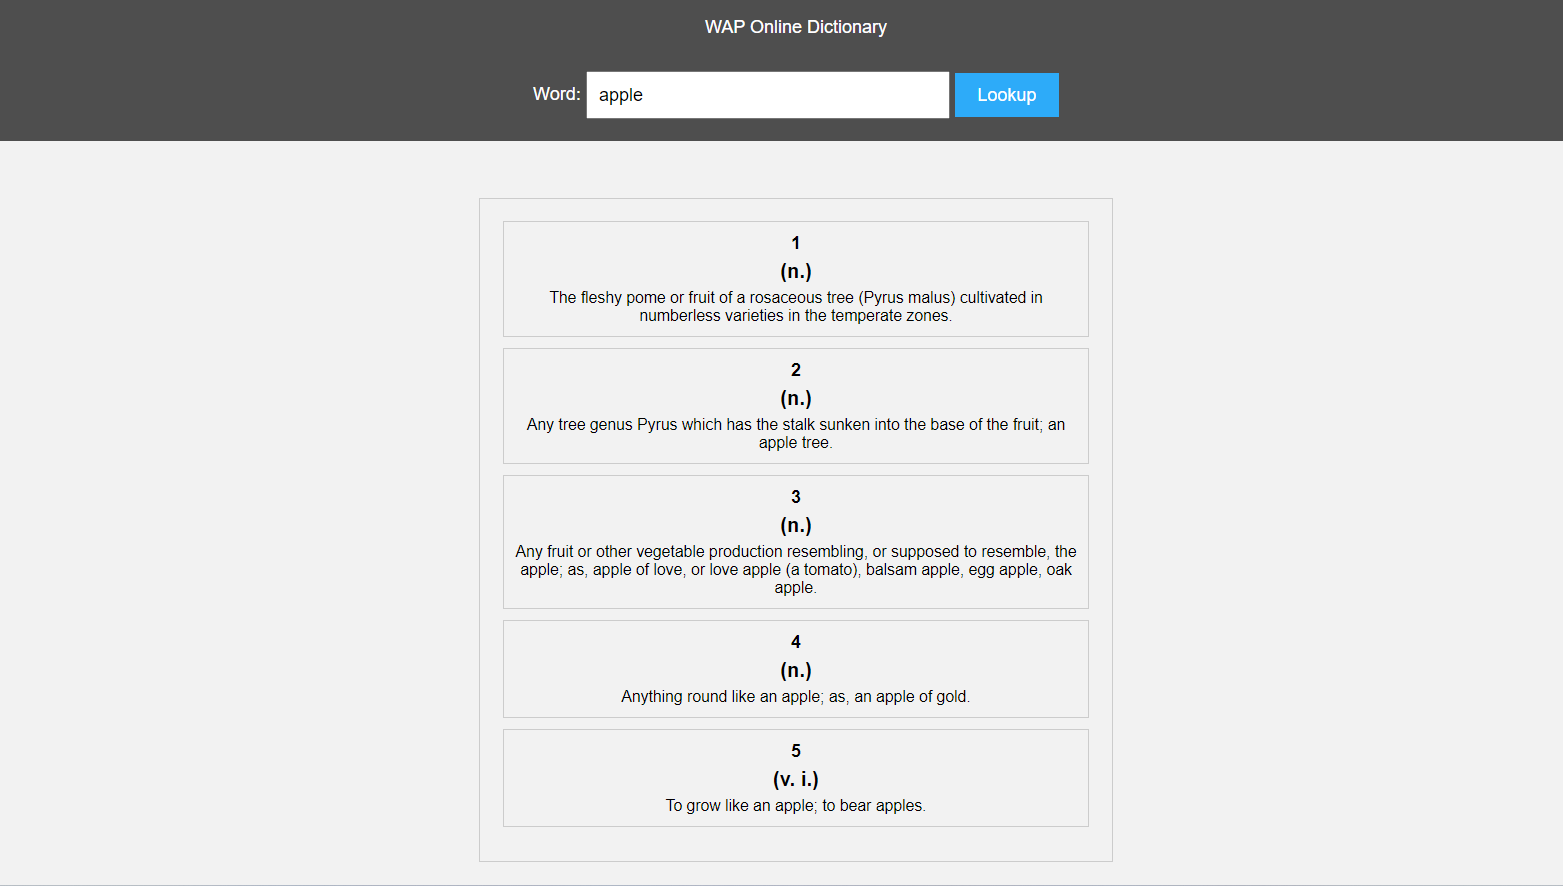 WAP Online Dictionary
Word: apple Lookup
1
(n.)
The fleshy pome or fruit of a rosaceous tree (Pyrus malus) cultivated in
numberless varieties in the temperate zones.
2
(n.)
Any tree genus Pyrus which has the stalk sunken into the base of the fruit; an
apple tree.
3
(n.)
Any fruit or other vegetable production resembling, or supposed to resemble, the
apple; as, apple of love, or love apple (a tomato), balsam apple, egg apple, oak
apple.
4
(n.)
Anything round like an apple; as, an apple of gold.
5
(v. i.)
To grow like an apple; to bear apples.